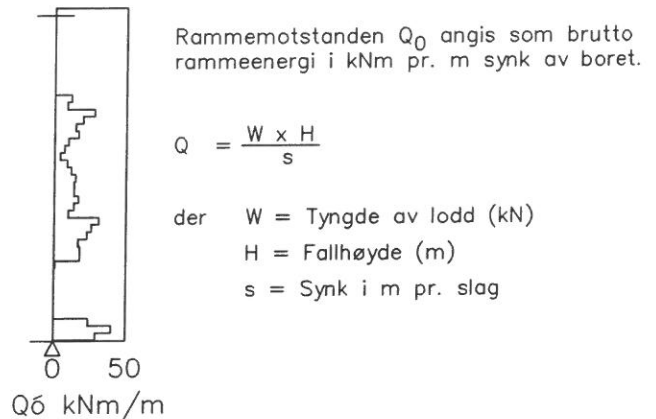 Rammemotstanden Q0 angis som brutto
rammeenergi i kNm pr. m synk av boret.
Q = W x H
s
der W = Tyngde av lodd (kN)
H = Fallhøyde (m)
s = Synk i m pr. slag
0 50
Qó kNm/m